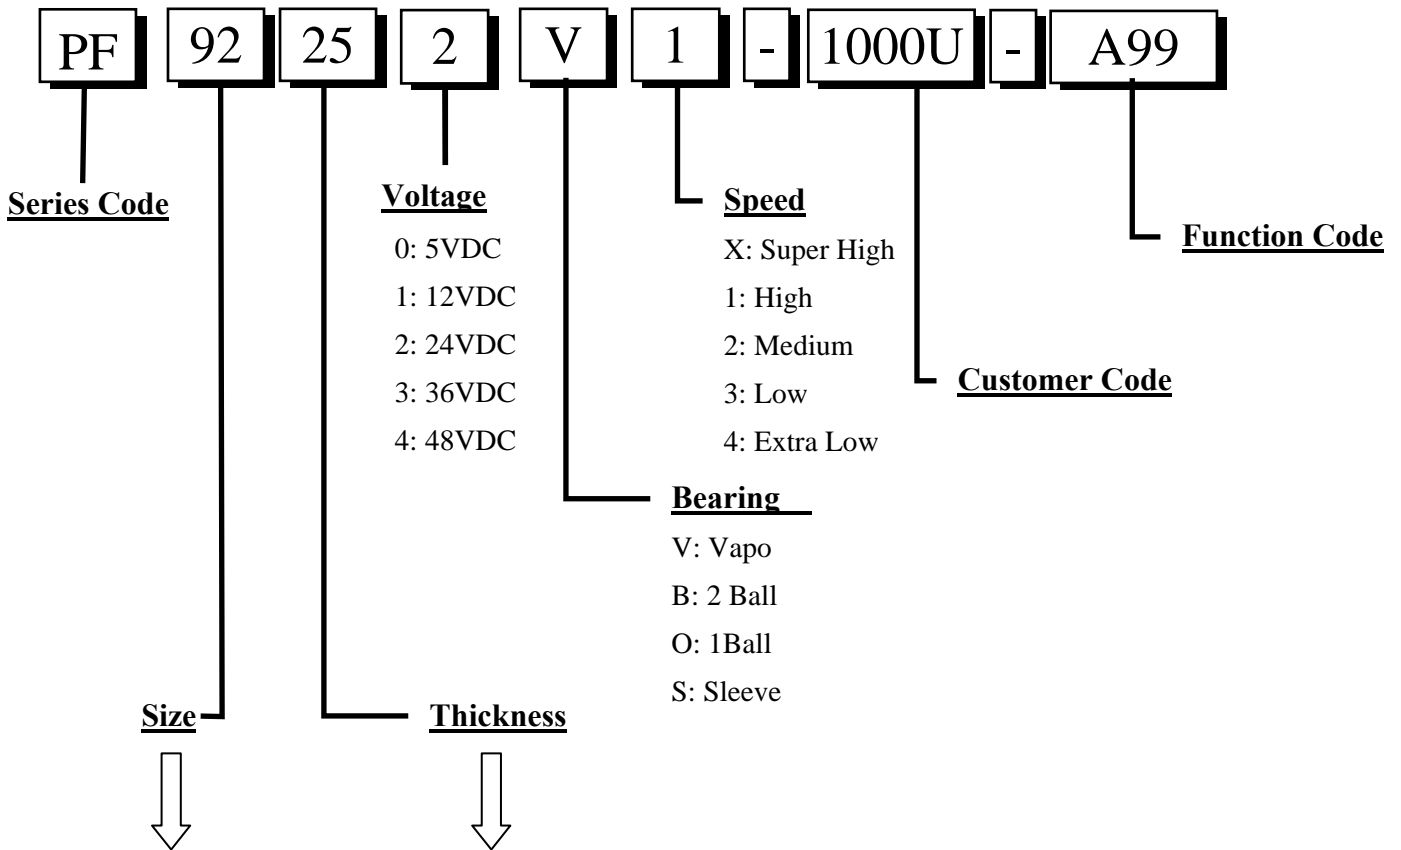 PF 92 25 2 V 1 - 1000U - A99
Series Code
Voltage
0: 5VDC
1: 12VDC
2: 24VDC
3: 36VDC
4: 48VDC
Speed
X: Super High
1: High
2: Medium
3: Low
4: Extra Low
Function Code
Customer Code
Bearing
V: Vapo
B: 2 Ball
O: 1Ball
S: Sleeve
Size
Thickness